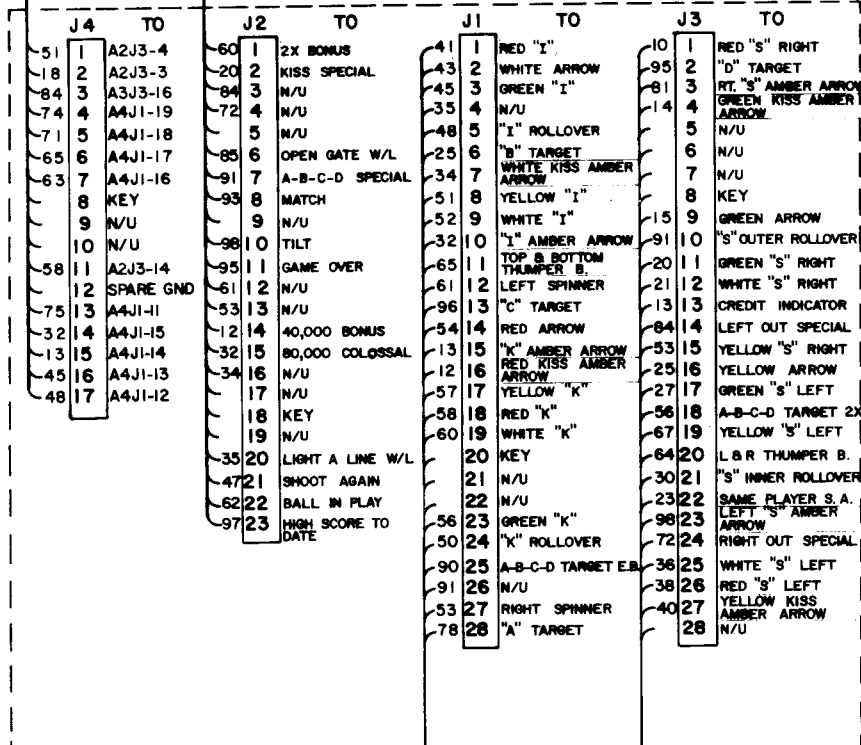 J4 TO
51 1 A2J3-4
18 2 A2J3-3
84 3 A3J3-16
74 4 A4J1-19
71 5 A4J1-18
65 6 A4J1-17
63 7 A4J1-16
8 KEY
9 N/U
10 N/U
58 11 A2J3-14
12 SPARE GND
75 13 A4J1-11
32 14 A4J1-15
13 15 A4J1-14
45 16 A4J1-13
48 17 A4J1-12
J2 TO
60 1 2X BONUS
20 2 KISS SPECIAL
84 3 N/U
72 4 N/U
5 N/U
85 6 OPEN GATE W/L
91 7 A-B-C-D SPECIAL
93 8 MATCH
9 N/U
98 10 TILT
95 11 GAME OVER
61 12 N/U
53 13 N/U
12 14 40,000 BONUS
32 15 80,000 COLOSSAL
34 16 N/U
17 N/U
18 KEY
19 N/U
35 20 LIGHT A LINE W/L
47 21 SHOOT AGAIN
62 22 BALL IN PLAY
97 23 HIGH SCORE TO
DATE
J1 TO
41 1 RED "I"
43 2 WHITE ARROW
45 3 GREEN "I"
35 4 N/U
48 5 "I" ROLLOVER
25 6 "B" TARGET
34 7 WHITE KISS AMBER
ARROW
51 8 YELLOW "I"
52 9 WHITE "I"
32 10 "I" AMBER ARROW
65 11 TOP & BOTTOM
THUMPER B.
61 12 LEFT SPINNER
96 13 "C" TARGET
54 14 RED ARROW
13 15 "K" AMBER ARROW
12 16 RED KISS AMBER
ARROW
57 17 YELLOW "K"
58 18 RED "K"
60 19 WHITE "K"
20 KEY
21 N/U
22 N/U
56 23 GREEN "K"
50 24 "K" ROLLOVER
90 25 A-B-C-D TARGET E.B.
91 26 N/U
53 27 RIGHT SPINNER
78 28 "A" TARGET
J3 TO
10 1 RED "S" RIGHT
95 2 "D" TARGET
81 3 RT. "S" AMBER ARROW
14 4 GREEN KISS AMBER
ARROW
5 N/U
6 N/U
7 N/U
8 KEY
15 9 GREEN ARROW
91 10 "S" OUTER ROLLOVER
20 11 GREEN "S" RIGHT
21 12 WHITE "S" RIGHT
13 13 CREDIT INDICATOR
84 14 LEFT OUT SPECIAL
53 15 YELLOW "S" RIGHT
25 16 YELLOW ARROW
27 17 GREEN "S" LEFT
56 18 A-B-C-D TARGET 2X
67 19 YELLOW "S" LEFT
64 20 L & R THUMPER B.
30 21 "S" INNER ROLLOVER
23 22 SAME PLAYER S. A.
98 23 LEFT "S" AMBER
ARROW
72 24 RIGHT OUT SPECIAL
36 25 WHITE "S" LEFT
38 26 RED "S" LEFT
40 27 YELLOW KISS
AMBER ARROW
28 N/U